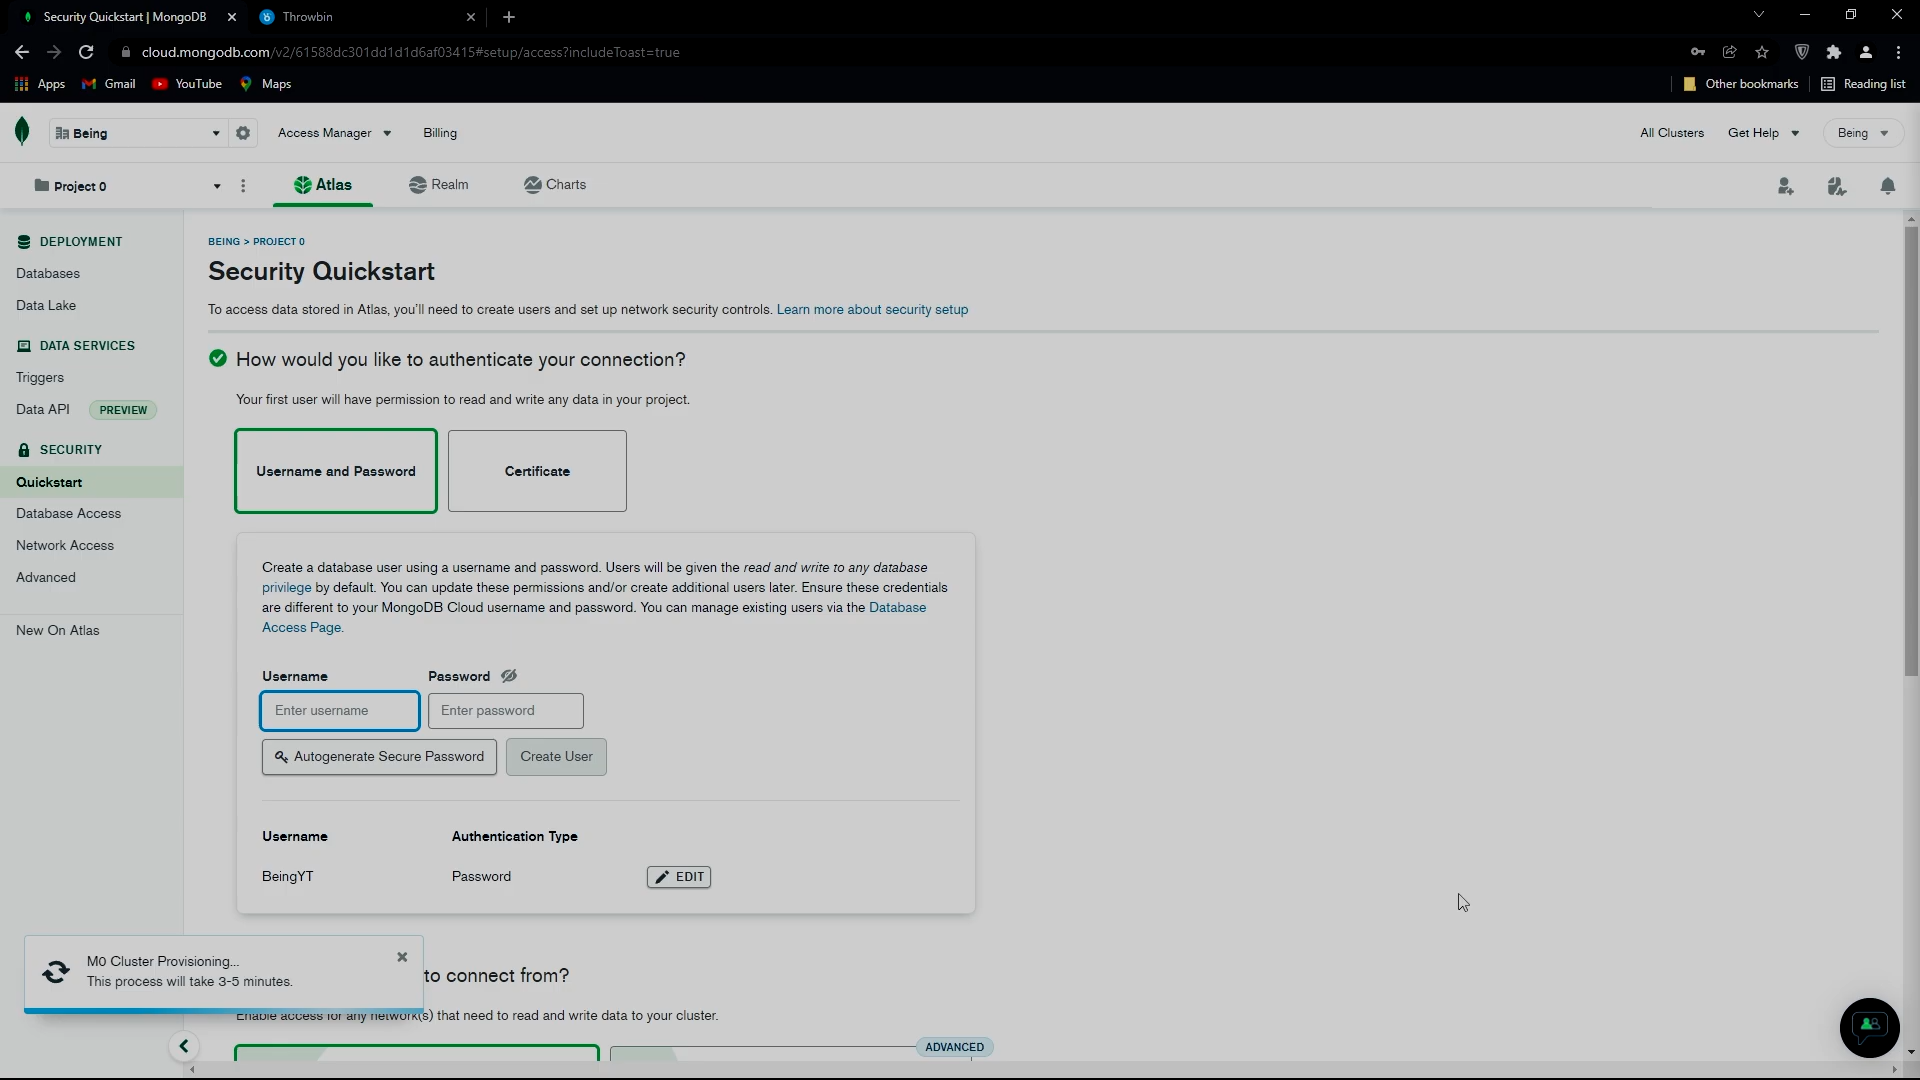 Security Quickstart | MongoDB
Throwbin
cloud.mongodb.com/v2/61588dc301dd1d1d6af03415#setup/access?includeToast=true
Apps
Gmail
YouTube
Maps
Other bookmarks
Reading list
Being
Access Manager
Billing
All Clusters
Get Help
Being
Project 0
Atlas
Realm
Charts
DEPLOYMENT
Databases
Data Lake
DATA SERVICES
Triggers
Data API
PREVIEW
SECURITY
Quickstart
Database Access
Network Access
Advanced
New On Atlas
BEING > PROJECT 0
Security Quickstart
To access data stored in Atlas, you'll need to create users and set up network security controls. Learn more about security setup
How would you like to authenticate your connection?
Your first user will have permission to read and write any data in your project.
Username and Password
Certificate
Create a database user using a username and password. Users will be given the read and write to any database
privilege by default. You can update these permissions and/or create additional users later. Ensure these credentials
are different to your MongoDB Cloud username and password. You can manage existing users via the Database
Access Page.
Username
Password
Enter username
Enter password
Autogenerate Secure Password
Create User
Username
Authentication Type
BeingYT
Password
EDIT
M0 Cluster Provisioning...
This process will take 3-5 minutes.
to connect from?
Enable access for any network(s) that need to read and write data to your cluster.
ADVANCED